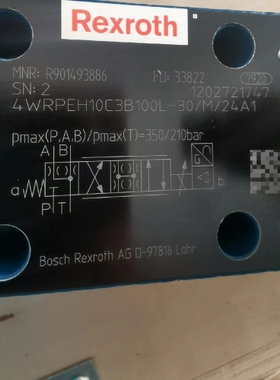 Rexroth
MNR: R901493886 FD: 33822 7920
SN: 2 1202721747
4WRPEH10C3B100L-30/M/24A1
pmax(P,A,B)/pmax(T)=350/210bar
A B
a b
P T
Bosch Rexroth AG D-97816 Lohr